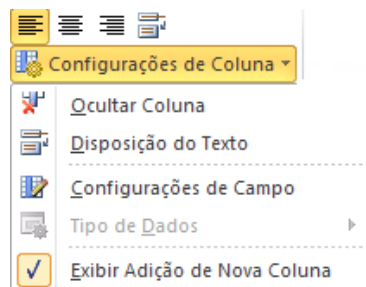 Configurações de Coluna
Ocultar Coluna
Disposição do Texto
Configurações de Campo
Tipo de Dados
Exibir Adição de Nova Coluna